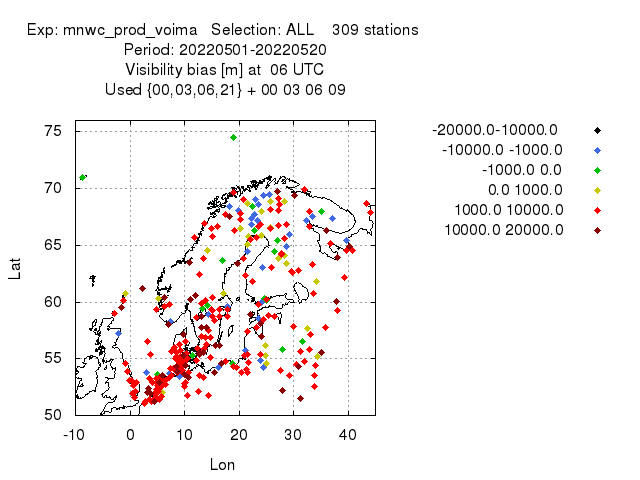 Exp: mnwc_prod_voima   Selection: ALL    309 stations
Period: 20220501-20220520
Visibility bias [m] at  06 UTC
Used {00,03,06,21} + 00 03 06 09
-20000.0-10000.0
-10000.0 -1000.0
-1000.0 0.0
0.0 1000.0
1000.0 10000.0
10000.0 20000.0
75
70
65
60
55
50
Lat
-10 0 10 20 30 40
Lon